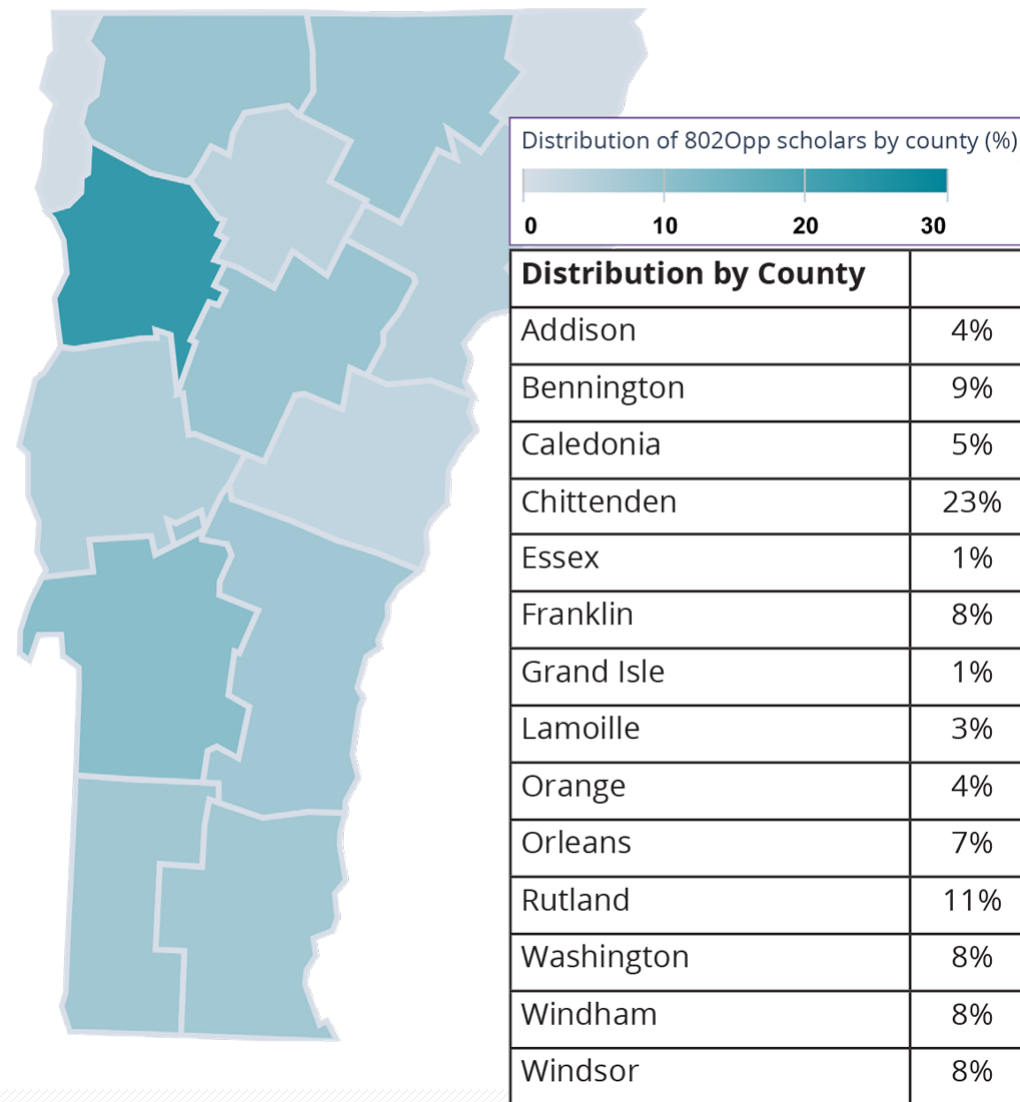 Distribution of 802Opp scholars by county (%)
0 10 20 30
Distribution by County
Addison 4%
Bennington 9%
Caledonia 5%
Chittenden 23%
Essex 1%
Franklin 8%
Grand Isle 1%
Lamoille 3%
Orange 4%
Orleans 7%
Rutland 11%
Washington 8%
Windham 8%
Windsor 8%